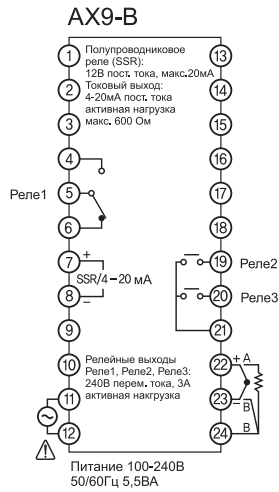 AX9-B
1
Полупроводниковое
реле (SSR):
12В пост. тока, макс.20мА
13
2
Токовый выход:
4-20мА пост. тока
14
3
активная нагрузка
макс. 600 Ом
15
4
16
Реле1
5
17
6
18
7
+
SSR/4–20 мА
8
–
19
Реле2
20
Реле3
9
21
10
Релейные выходы
Реле1, Реле2, Реле3:
240В перем. тока, 3А
активная накгрузка
11
12
22
+ A
23
– B
24
B
Питание 100-240В
50/60Гц 5,5ВА